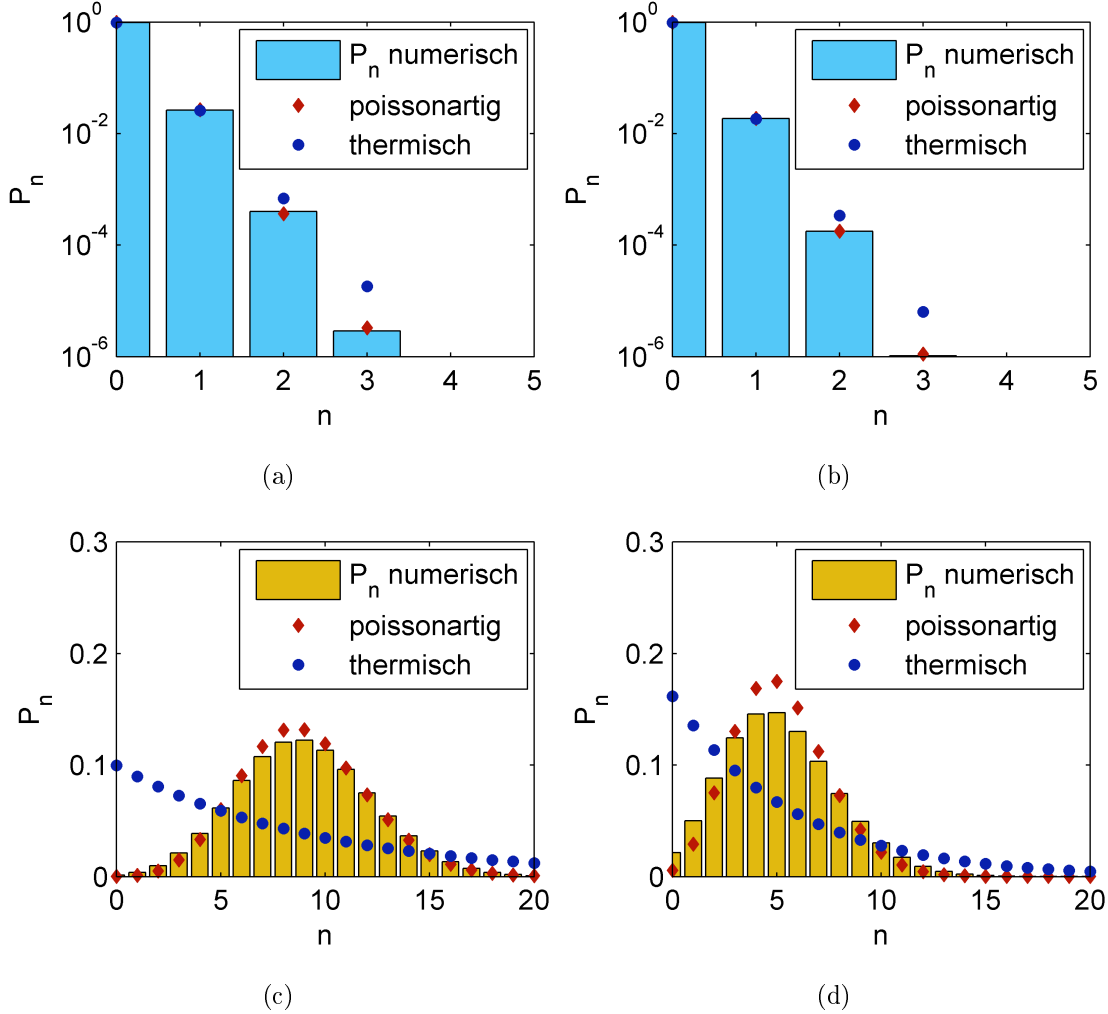 P_n
10^0
10^-2
10^-4
10^-6
P_n numerisch
poissonartig
thermisch
0 1 2 3 4 5
n
(a)
P_n
10^0
10^-2
10^-4
10^-6
P_n numerisch
poissonartig
thermisch
0 1 2 3 4 5
n
(b)
P_n
0.3
0.2
0.1
0
P_n numerisch
poissonartig
thermisch
0 5 10 15 20
n
(c)
P_n
0.3
0.2
0.1
0
P_n numerisch
poissonartig
thermisch
0 5 10 15 20
n
(d)